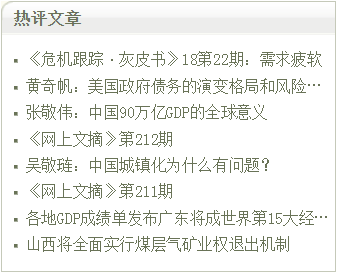 热评文章
《危机跟踪·灰皮书》18第22期：需求疲软
黄奇帆：美国政府债务的演变格局和风险…
张敬伟：中国90万亿GDP的全球意义
《网上文摘》第212期
吴敬琏：中国城镇化为什么有问题？
《网上文摘》第211期
各地GDP成绩单发布广东将成世界第15大经…
山西将全面实行煤层气矿业权退出机制